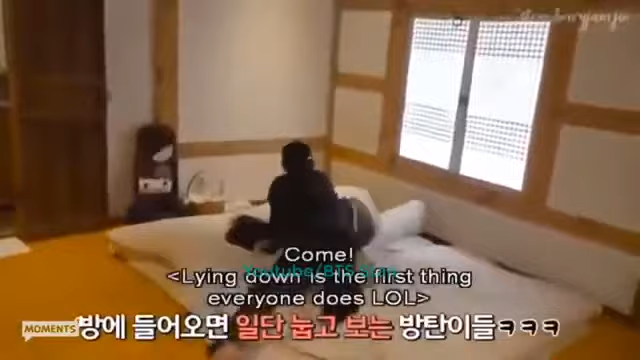 Come!
<Lying down is the first thing
everyone does LOL>
MOMENTS
방에 들어오면 일단 눕고 보는 방탄이들ㅋㅋㅋ